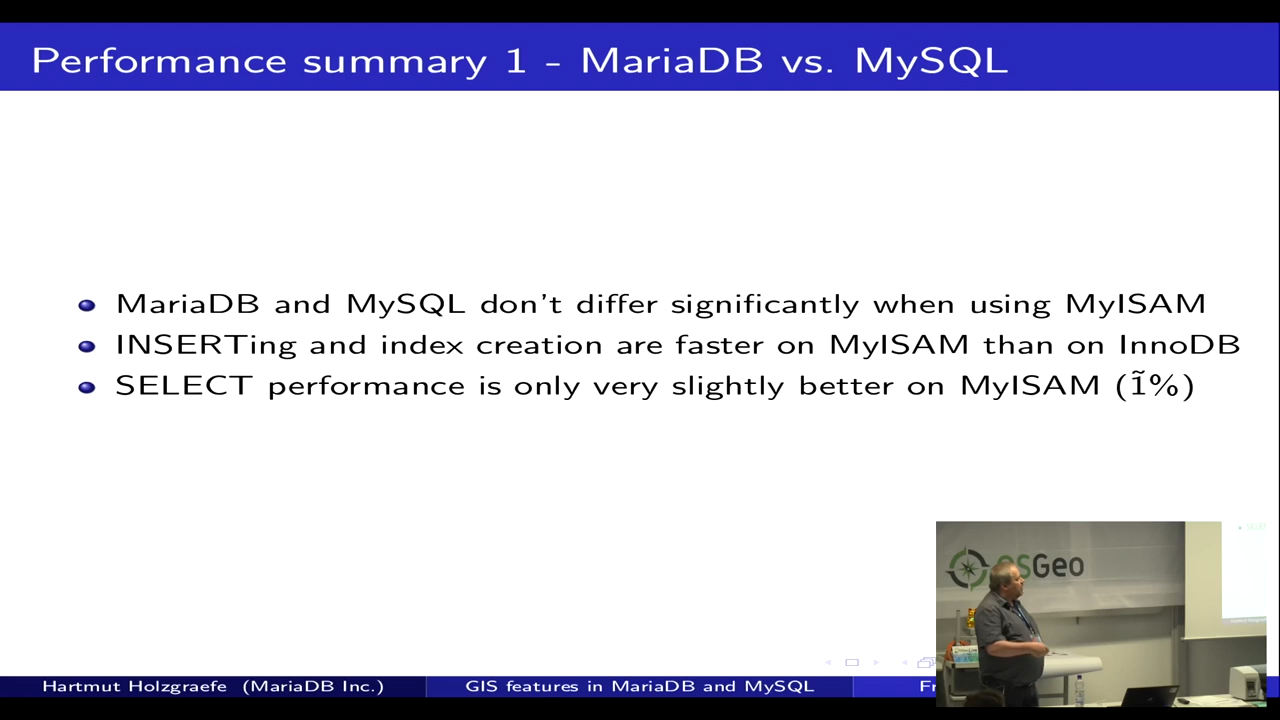 Performance summary 1 - MariaDB vs. MySQL
MariaDB and MySQL don't differ significantly when using MyISAM
INSERTing and index creation are faster on MyISAM than on InnoDB
SELECT performance is only very slightly better on MyISAM (1̃%)
OSGeo
Hartmut Holzgraefe (MariaDB Inc.)
GIS features in MariaDB and MySQL